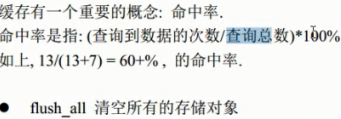 缓存有一个重要的概念: 命中率.
命中率是指: (查询到数据的次数/查询总数)*100%
如上, 13/(13+7) = 60+% , 的命中率.
● flush_all 清空所有的存储对象